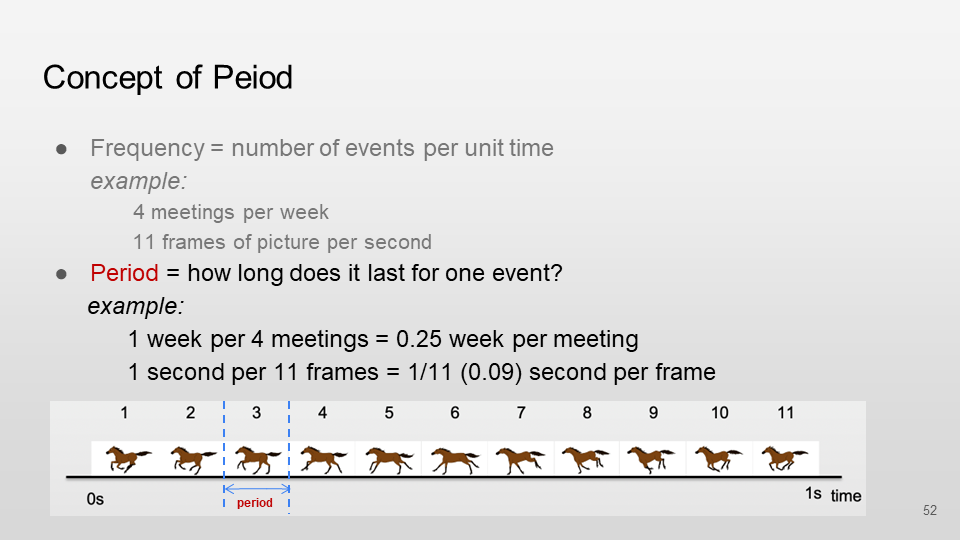 Concept of Peiod
● Frequency = number of events per unit time
example:
4 meetings per week
11 frames of picture per second
● Period = how long does it last for one event?
example:
1 week per 4 meetings = 0.25 week per meeting
1 second per 11 frames = 1/11 (0.09) second per frame
1 2 3 4 5 6 7 8 9 10 11
0s period 1s time
52